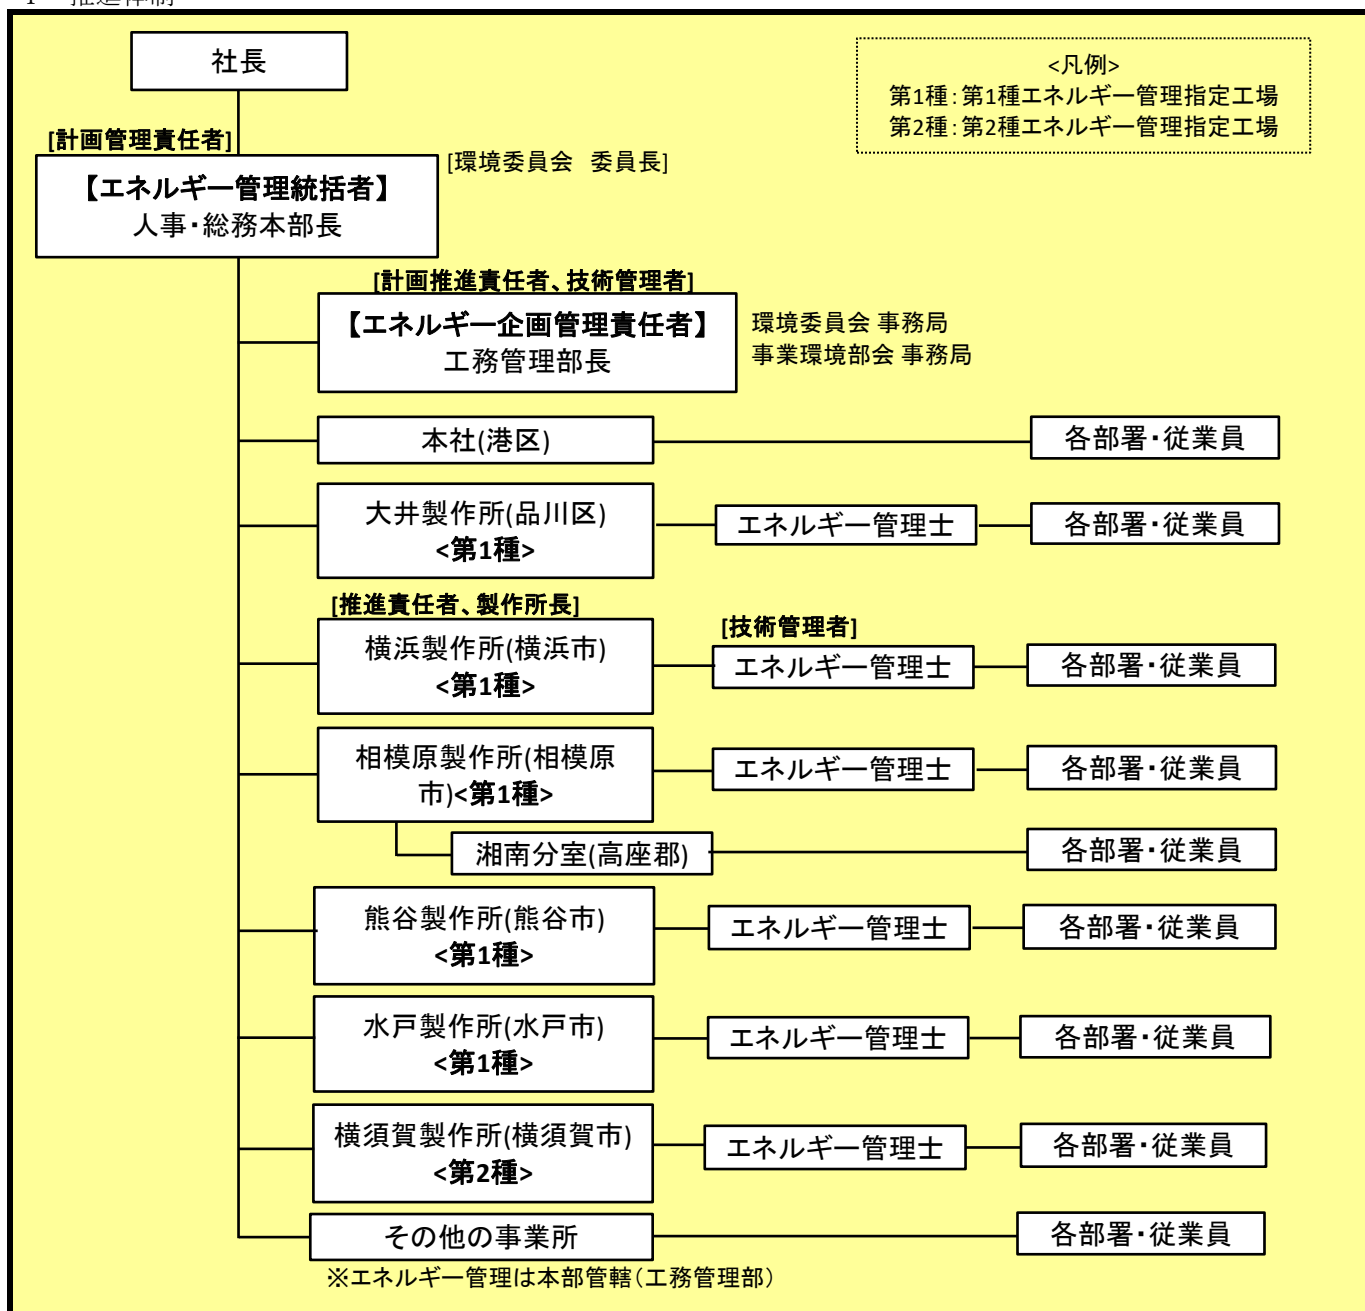 1 推進体制
社長
<凡例>
第1種:第1種エネルギー管理指定工場
第2種:第2種エネルギー管理指定工場
[計画管理責任者]
[環境委員会 委員長]
【エネルギー管理統括者】
人事・総務本部長
[計画推進責任者、技術管理者]
【エネルギー企画管理責任者】
工務管理部長
環境委員会 事務局
事業環境部会 事務局
本社(港区)
各部署・従業員
大井製作所(品川区)
<第1種>
エネルギー管理士
各部署・従業員
[推進責任者、製作所長]
[技術管理者]
横浜製作所(横浜市)
<第1種>
エネルギー管理士
各部署・従業員
相模原製作所(相模原
市)<第1種>
エネルギー管理士
各部署・従業員
湘南分室(高座郡)
各部署・従業員
熊谷製作所(熊谷市)
<第1種>
エネルギー管理士
各部署・従業員
水戸製作所(水戸市)
<第1種>
エネルギー管理士
各部署・従業員
横須賀製作所(横須賀市)
<第2種>
エネルギー管理士
各部署・従業員
その他の事業所
各部署・従業員
※エネルギー管理は本部管轄(工務管理部)